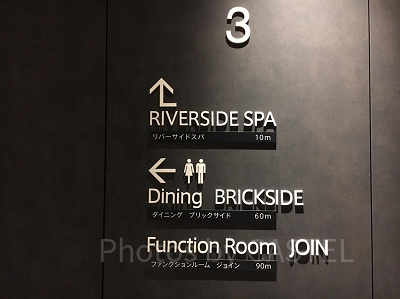 3
RIVERSIDE SPA
リバーサイドスパ 10m
Dining BRICKSIDE
ダイニング ブリックサイド 60m
Function Room JOIN
ファンクションルーム ジョイン 90m